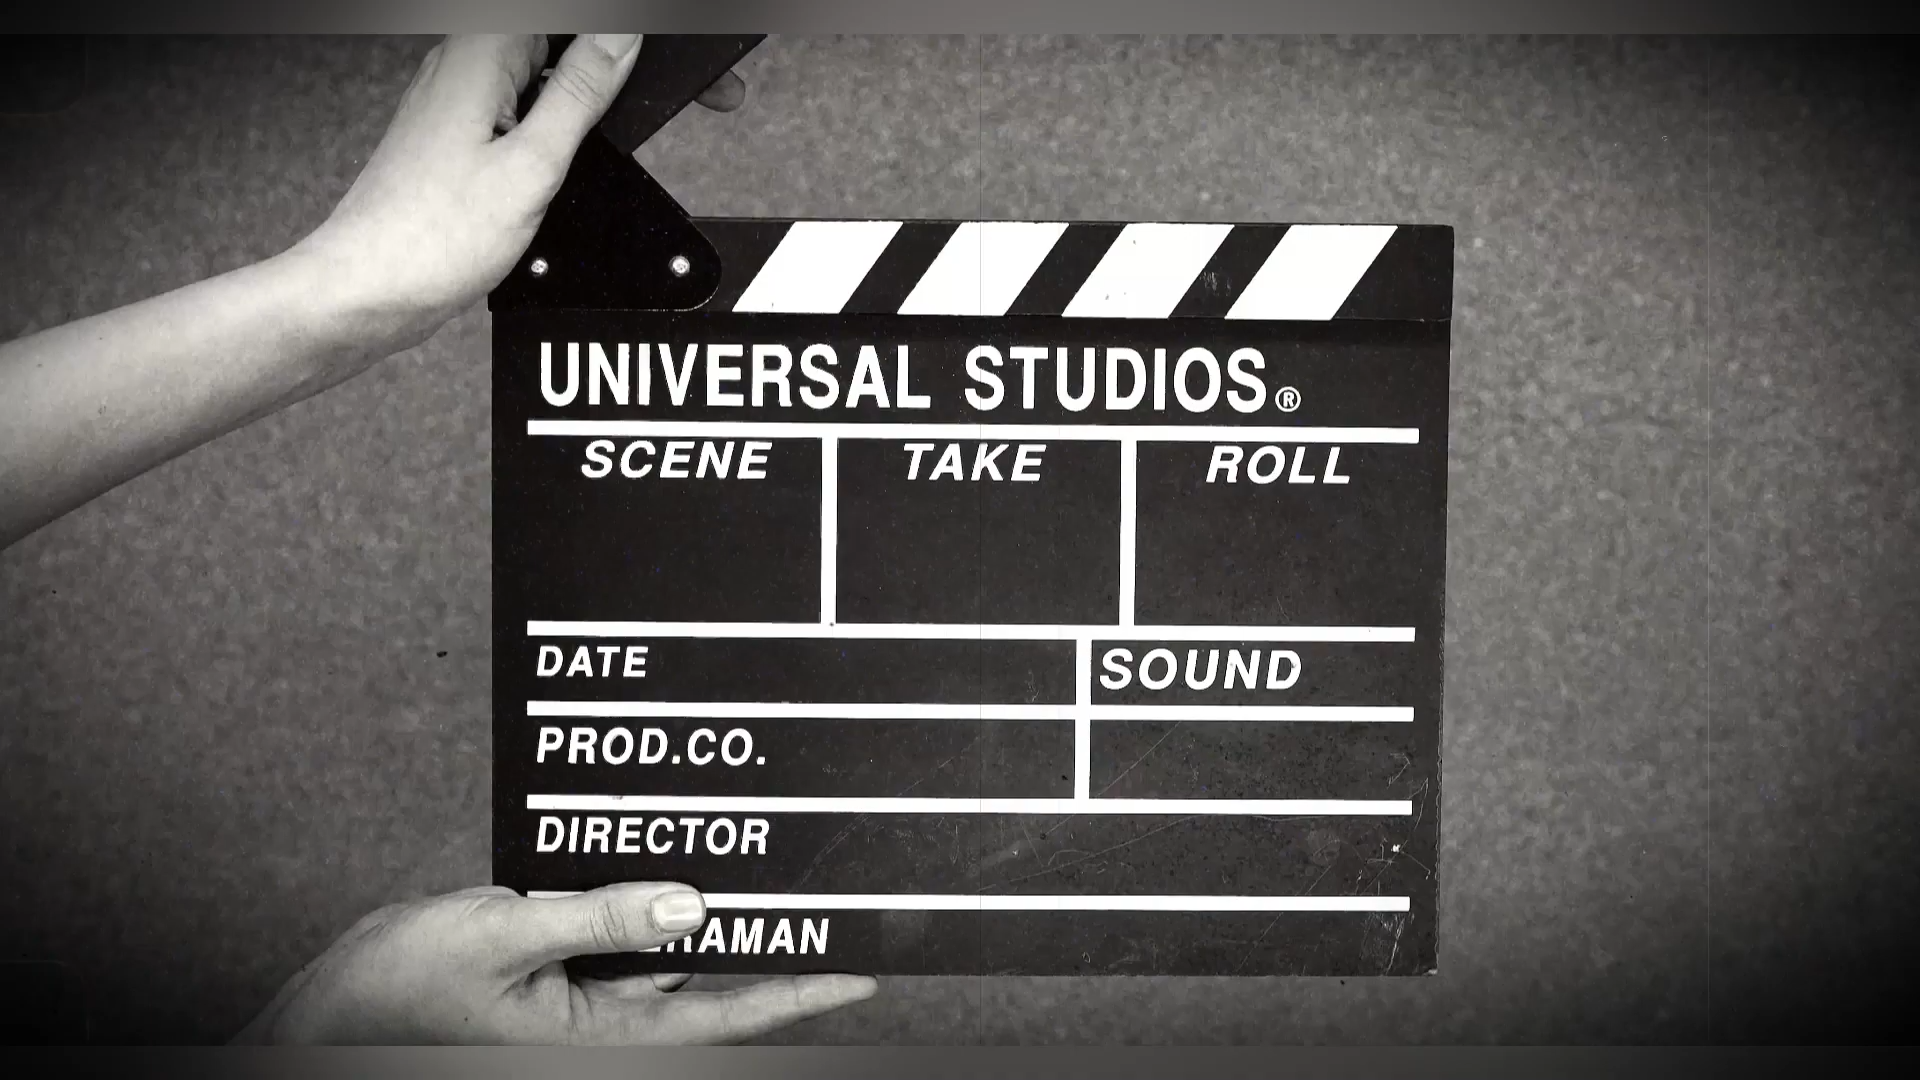 UNIVERSAL STUDIOS®
SCENE TAKE ROLL
DATE SOUND
PROD.CO.
DIRECTOR